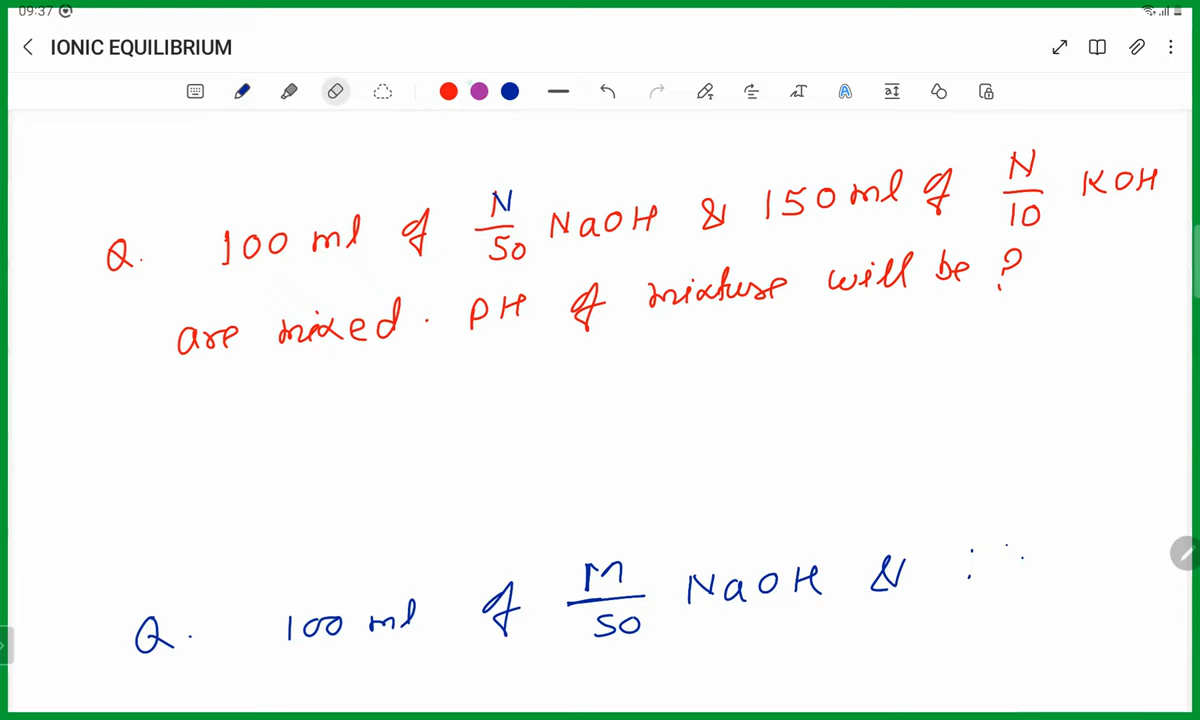 09:37
IONIC EQUILIBRIUM
Q. 100 ml of N/50 NaOH & 150 ml of N/10 KOH
are mixed. PH of mixture will be ?
Q. 100 ml of M/50 NaOH &